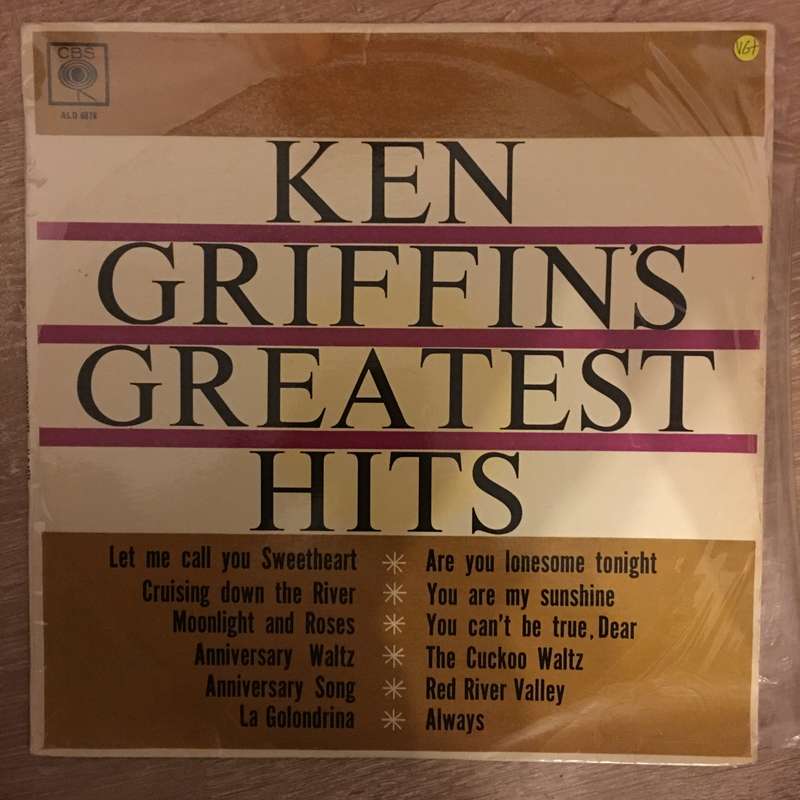 CBS
ALD 6876
VG+
KEN
GRIFFIN'S
GREATEST
HITS
Let me call you Sweetheart
Cruising down the River
Moonlight and Roses
Anniversary Waltz
Anniversary Song
La Golondrina
Are you lonesome tonight
You are my sunshine
You can't be true, Dear
The Cuckoo Waltz
Red River Valley
Always